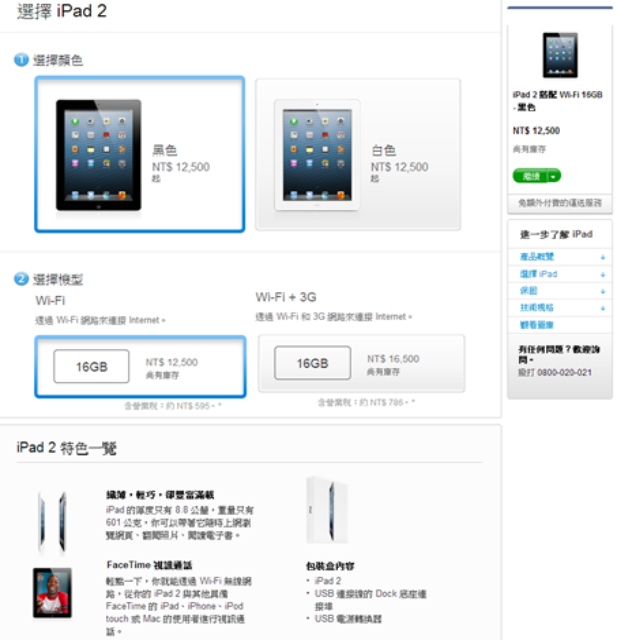 選擇 iPad 2
1 選擇顏色
黑色
NT$ 12,500
起
白色
NT$ 12,500
起
2 選擇機型
Wi-Fi
透過 Wi-Fi 網路來連接 Internet。
16GB
NT$ 12,500
尚有庫存
含營業稅：約 NT$ 595。*
Wi-Fi + 3G
透過 Wi-Fi 和 3G 網路來連接 Internet。
16GB
NT$ 16,500
尚有庫存
含營業稅：約 NT$ 786。*
iPad 2 特色一覽
纖薄，輕巧，卻豐富滿載
iPad 的厚度只有 8.8 公釐，重量只有
601 公克，你可以帶著它隨時上網瀏
覽網頁、翻閱照片、閱讀電子書。
FaceTime 視訊通話
輕點一下，你就能透過 Wi-Fi 無線網
路，從你的 iPad 2 與其他具備
FaceTime 的 iPad、iPhone、iPod
touch 或 Mac 的使用者進行視訊通
話。
包裝盒內容
• iPad 2
• USB 連接線的 Dock 底座連
接埠
• USB 電源轉換器
iPad 2 搭配 Wi-Fi 16GB
- 黑色
NT$ 12,500
尚有庫存
繼續
免額外付費的運送服務
進一步了解 iPad
產品概覽
選擇 iPad
保固
技術規格
觀看圖庫
有任何問題？歡迎詢
問。
撥打 0800-020-021